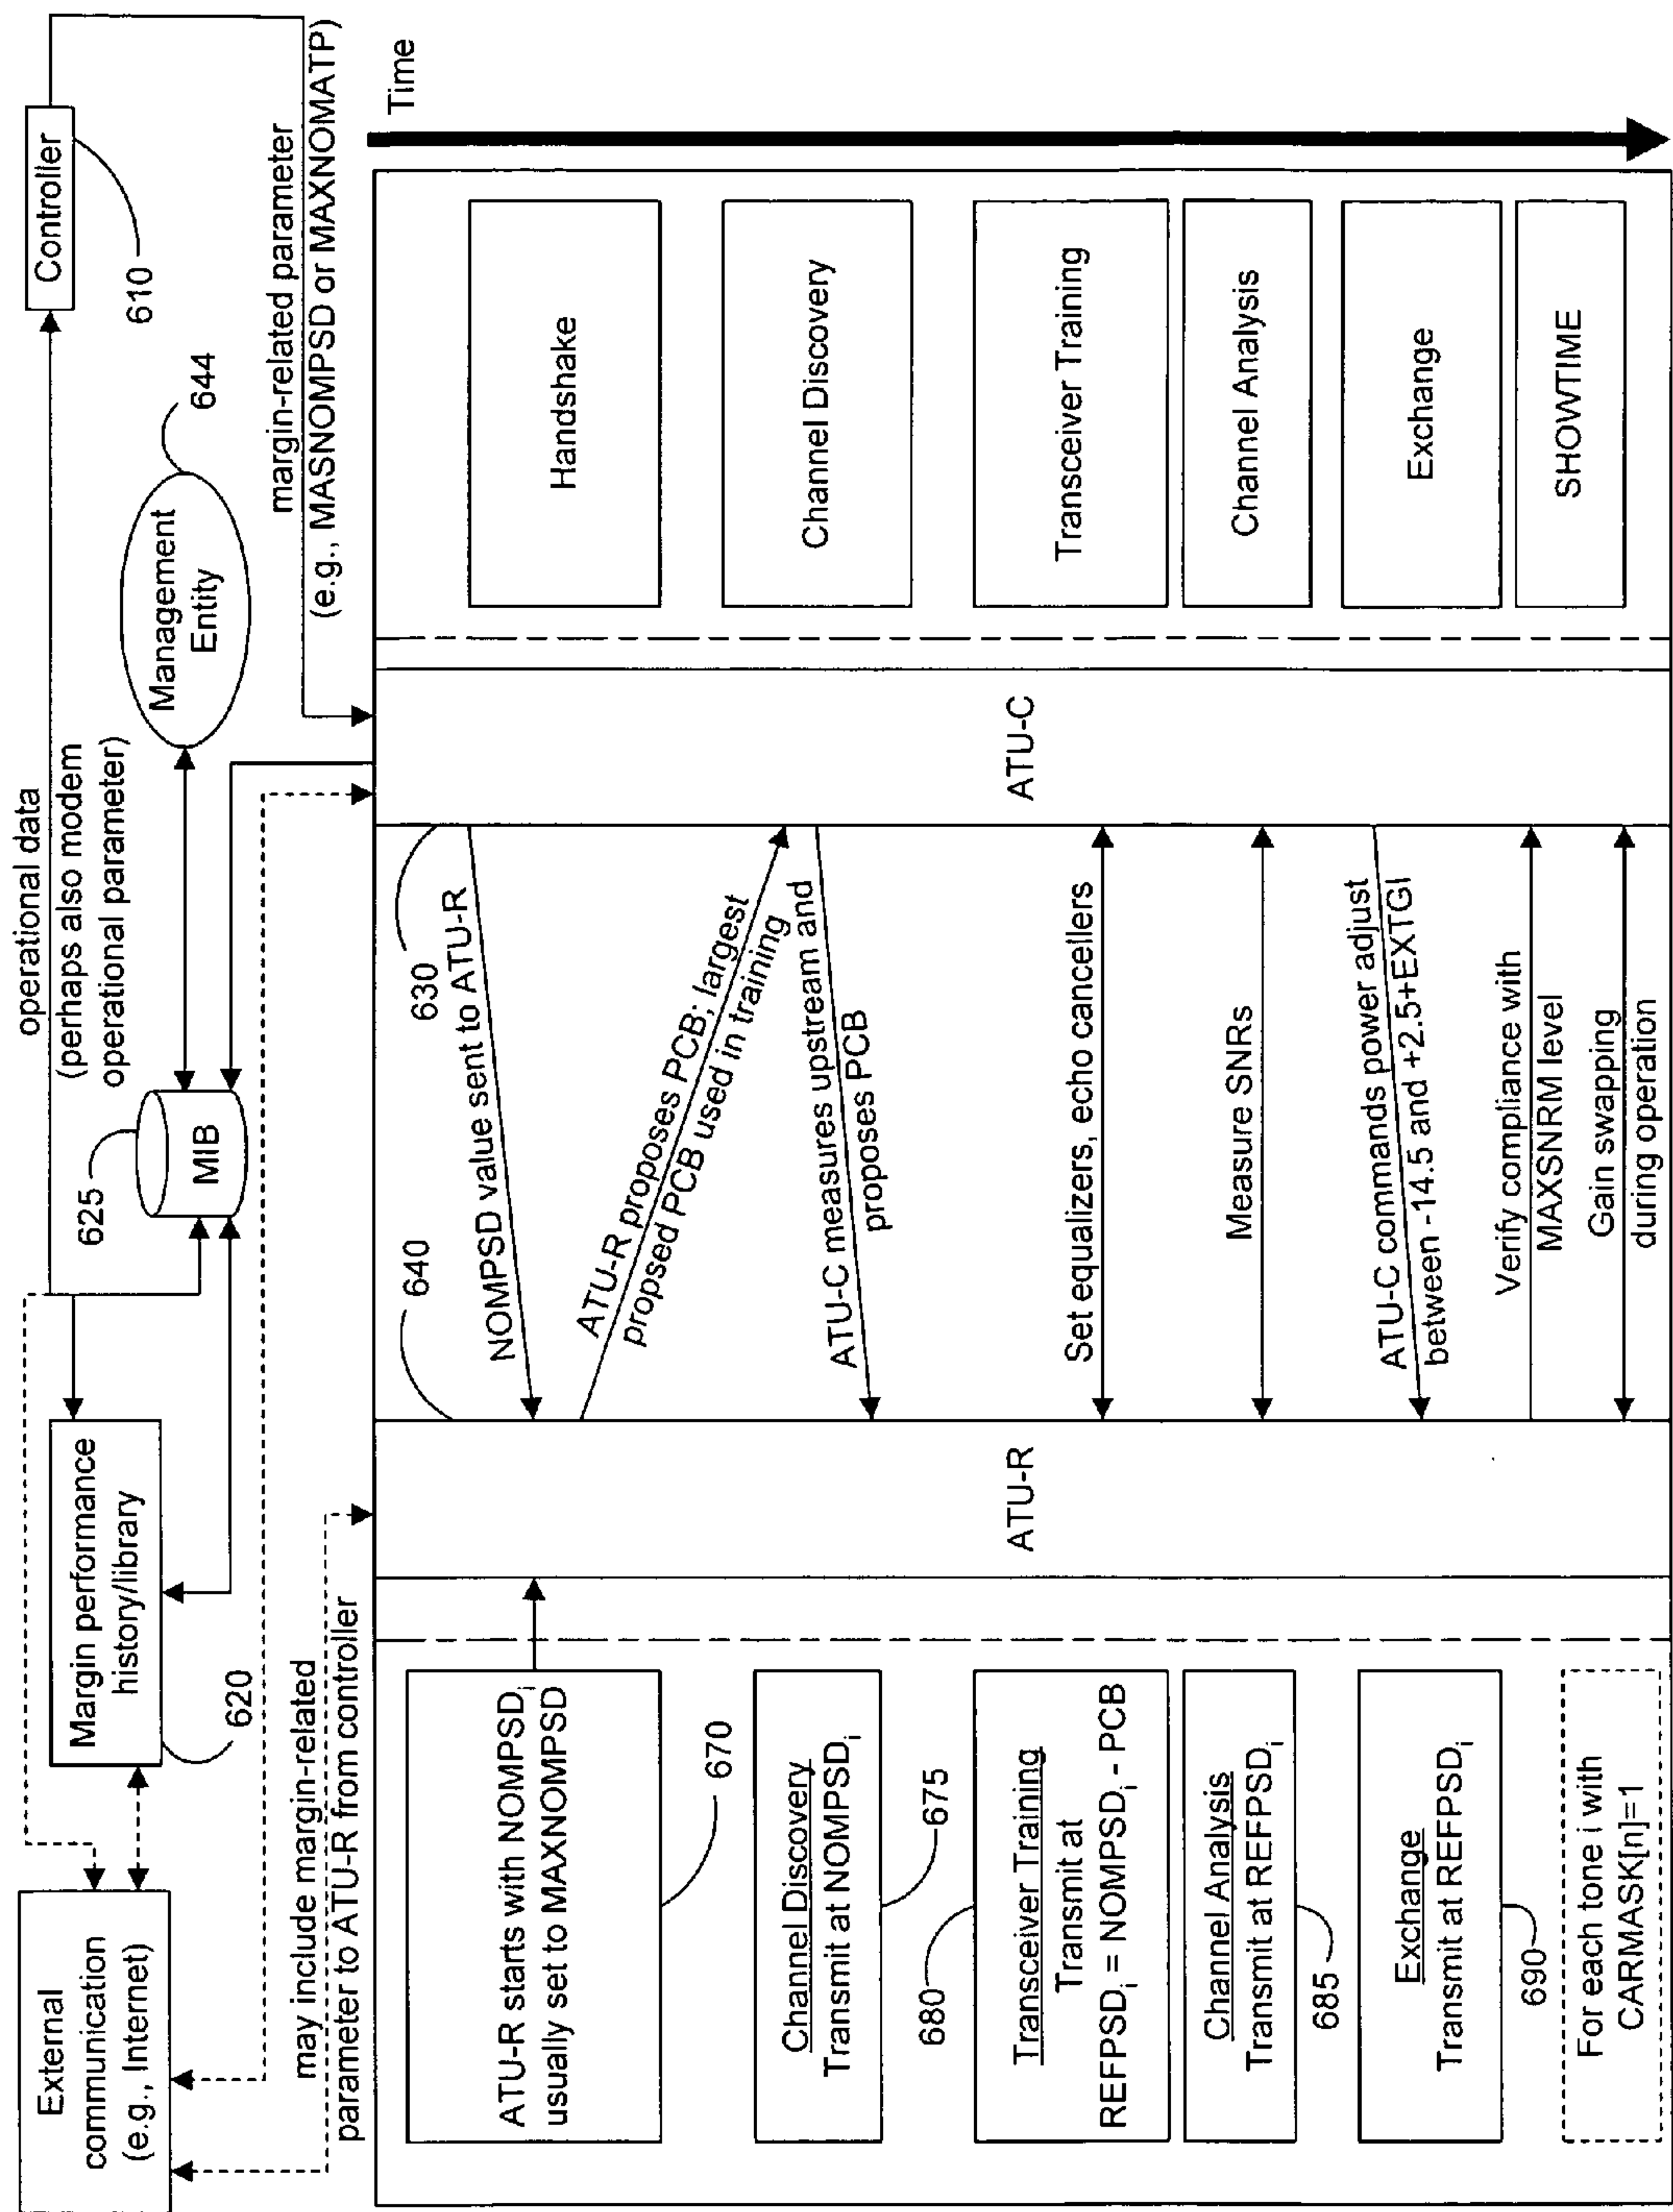 External
communication
(e.g., Internet)
Margin performance
history/library
620
operational data
(perhaps also modem
operational parameter)
625
MIB
Management
Entity
644
Controller
610
may include margin-related
parameter to ATU-R from controller
margin-related parameter
(e.g., MASNOMPSD or MAXNOMATP)
Time
640
630
ATU-R
ATU-C
ATU-R starts with NOMPSDi
usually set to MAXNOMPSD
670
Channel Discovery
Transmit at NOMPSDi
675
680
Transceiver Training
Transmit at
REFPSDi = NOMPSDi - PCB
Channel Analysis
Transmit at REFPSDi
685
Exchange
Transmit at REFPSDi
690
For each tone i with
CARMASK[n]=1
NOMPSD value sent to ATU-R
ATU-R proposes PCB; largest
propsed PCB used in training
ATU-C measures upstream and
proposes PCB
Set equalizers, echo cancellers
Measure SNRs
ATU-C commands power adjust
between -14.5 and +2.5+EXTGI
Verify compliance with
MAXSNRM level
Gain swapping
during operation
Handshake
Channel Discovery
Transceiver Training
Channel Analysis
Exchange
SHOWTIME